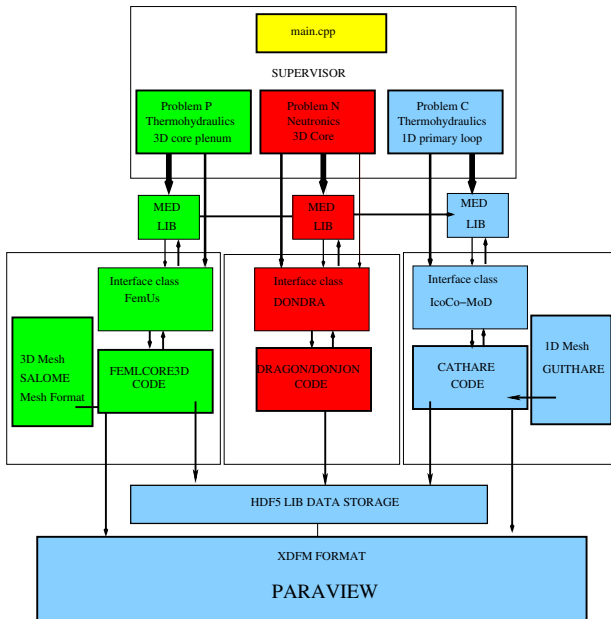 main.cpp
SUPERVISOR
Problem P
Thermohydraulics
3D core plenum
Problem N
Neutronics
3D Core
Problem C
Thermohydraulics
1D primary loop
MED
LIB
MED
LIB
MED
LIB
Interface class
FemUs
Interface class
DONDRA
Interface class
IcoCo−MoD
3D Mesh
SALOME
Mesh Format
FEMLCORE3D
CODE
DRAGON/DONJON
CODE
CATHARE
CODE
1D Mesh
GUITHARE
HDF5 LIB DATA STORAGE
XDFM FORMAT
PARAVIEW